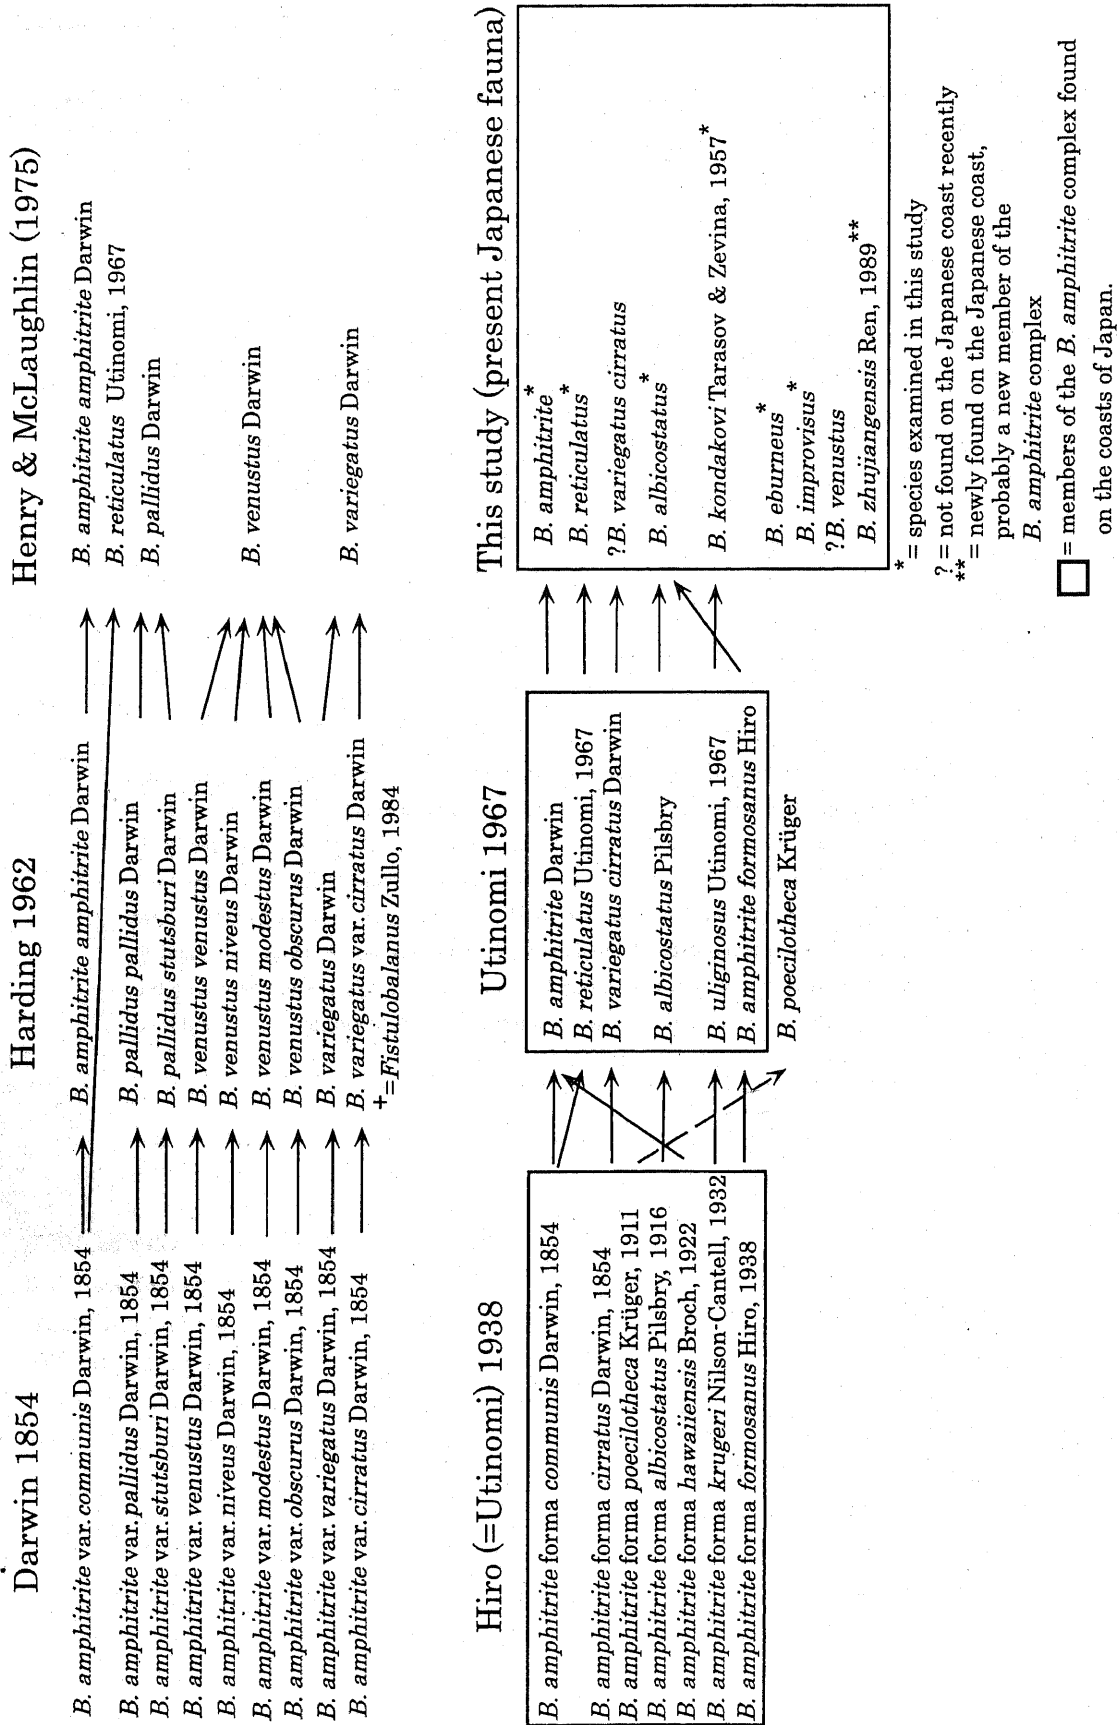 Darwin 1854
B. amphitrite var. communis Darwin, 1854
B. amphitrite var. pallidus Darwin, 1854
B. amphitrite var. stutsburi Darwin, 1854
B. amphitrite var. venustus Darwin, 1854
B. amphitrite var. niveus Darwin, 1854
B. amphitrite var. modestus Darwin, 1854
B. amphitrite var. obscurus Darwin, 1854
B. amphitrite var. variegatus Darwin, 1854
B. amphitrite var. cirratus Darwin, 1854
Harding 1962
B. amphitrite amphitrite Darwin
B. pallidus pallidus Darwin
B. pallidus stutsburi Darwin
B. venustus venustus Darwin
B. venustus niveus Darwin
B. venustus modestus Darwin
B. venustus obscurus Darwin
B. variegatus Darwin
B. variegatus var. cirratus Darwin
+=Fistulobalanus Zullo, 1984
Henry & McLaughlin (1975)
B. amphitrite amphitrite Darwin
B. reticulatus Utinomi, 1967
B. pallidus Darwin
B. venustus Darwin
B. variegatus Darwin
Hiro (=Utinomi) 1938
B. amphitrite forma communis Darwin, 1854
B. amphitrite forma cirratus Darwin, 1854
B. amphitrite forma poecilotheca Krüger, 1911
B. amphitrite forma albicostatus Pilsbry, 1916
B. amphitrite forma hawaiiensis Broch, 1922
B. amphitrite forma krugeri Nilson-Cantell, 1932
B. amphitrite forma formosanus Hiro, 1938
Utinomi 1967
B. amphitrite Darwin
B. reticulatus Utinomi, 1967
B. variegatus cirratus Darwin
B. albicostatus Pilsbry
B. uliginosus Utinomi, 1967
B. amphitrite formosanus Hiro
B. poecilotheca Krüger
This study (present Japanese fauna)
B. amphitrite*
B. reticulatus*
?B. variegatus cirratus
B. albicostatus*
B. kondakovi Tarasov & Zevina, 1957*
B. eburneus*
B. improvisus*
?B. venustus
B. zhujiangensis Ren, 1989**
* = species examined in this study
? = not found on the Japanese coast recently
** = newly found on the Japanese coast,
probably a new member of the
B. amphitrite complex
= members of the B. amphitrite complex found
on the coasts of Japan.